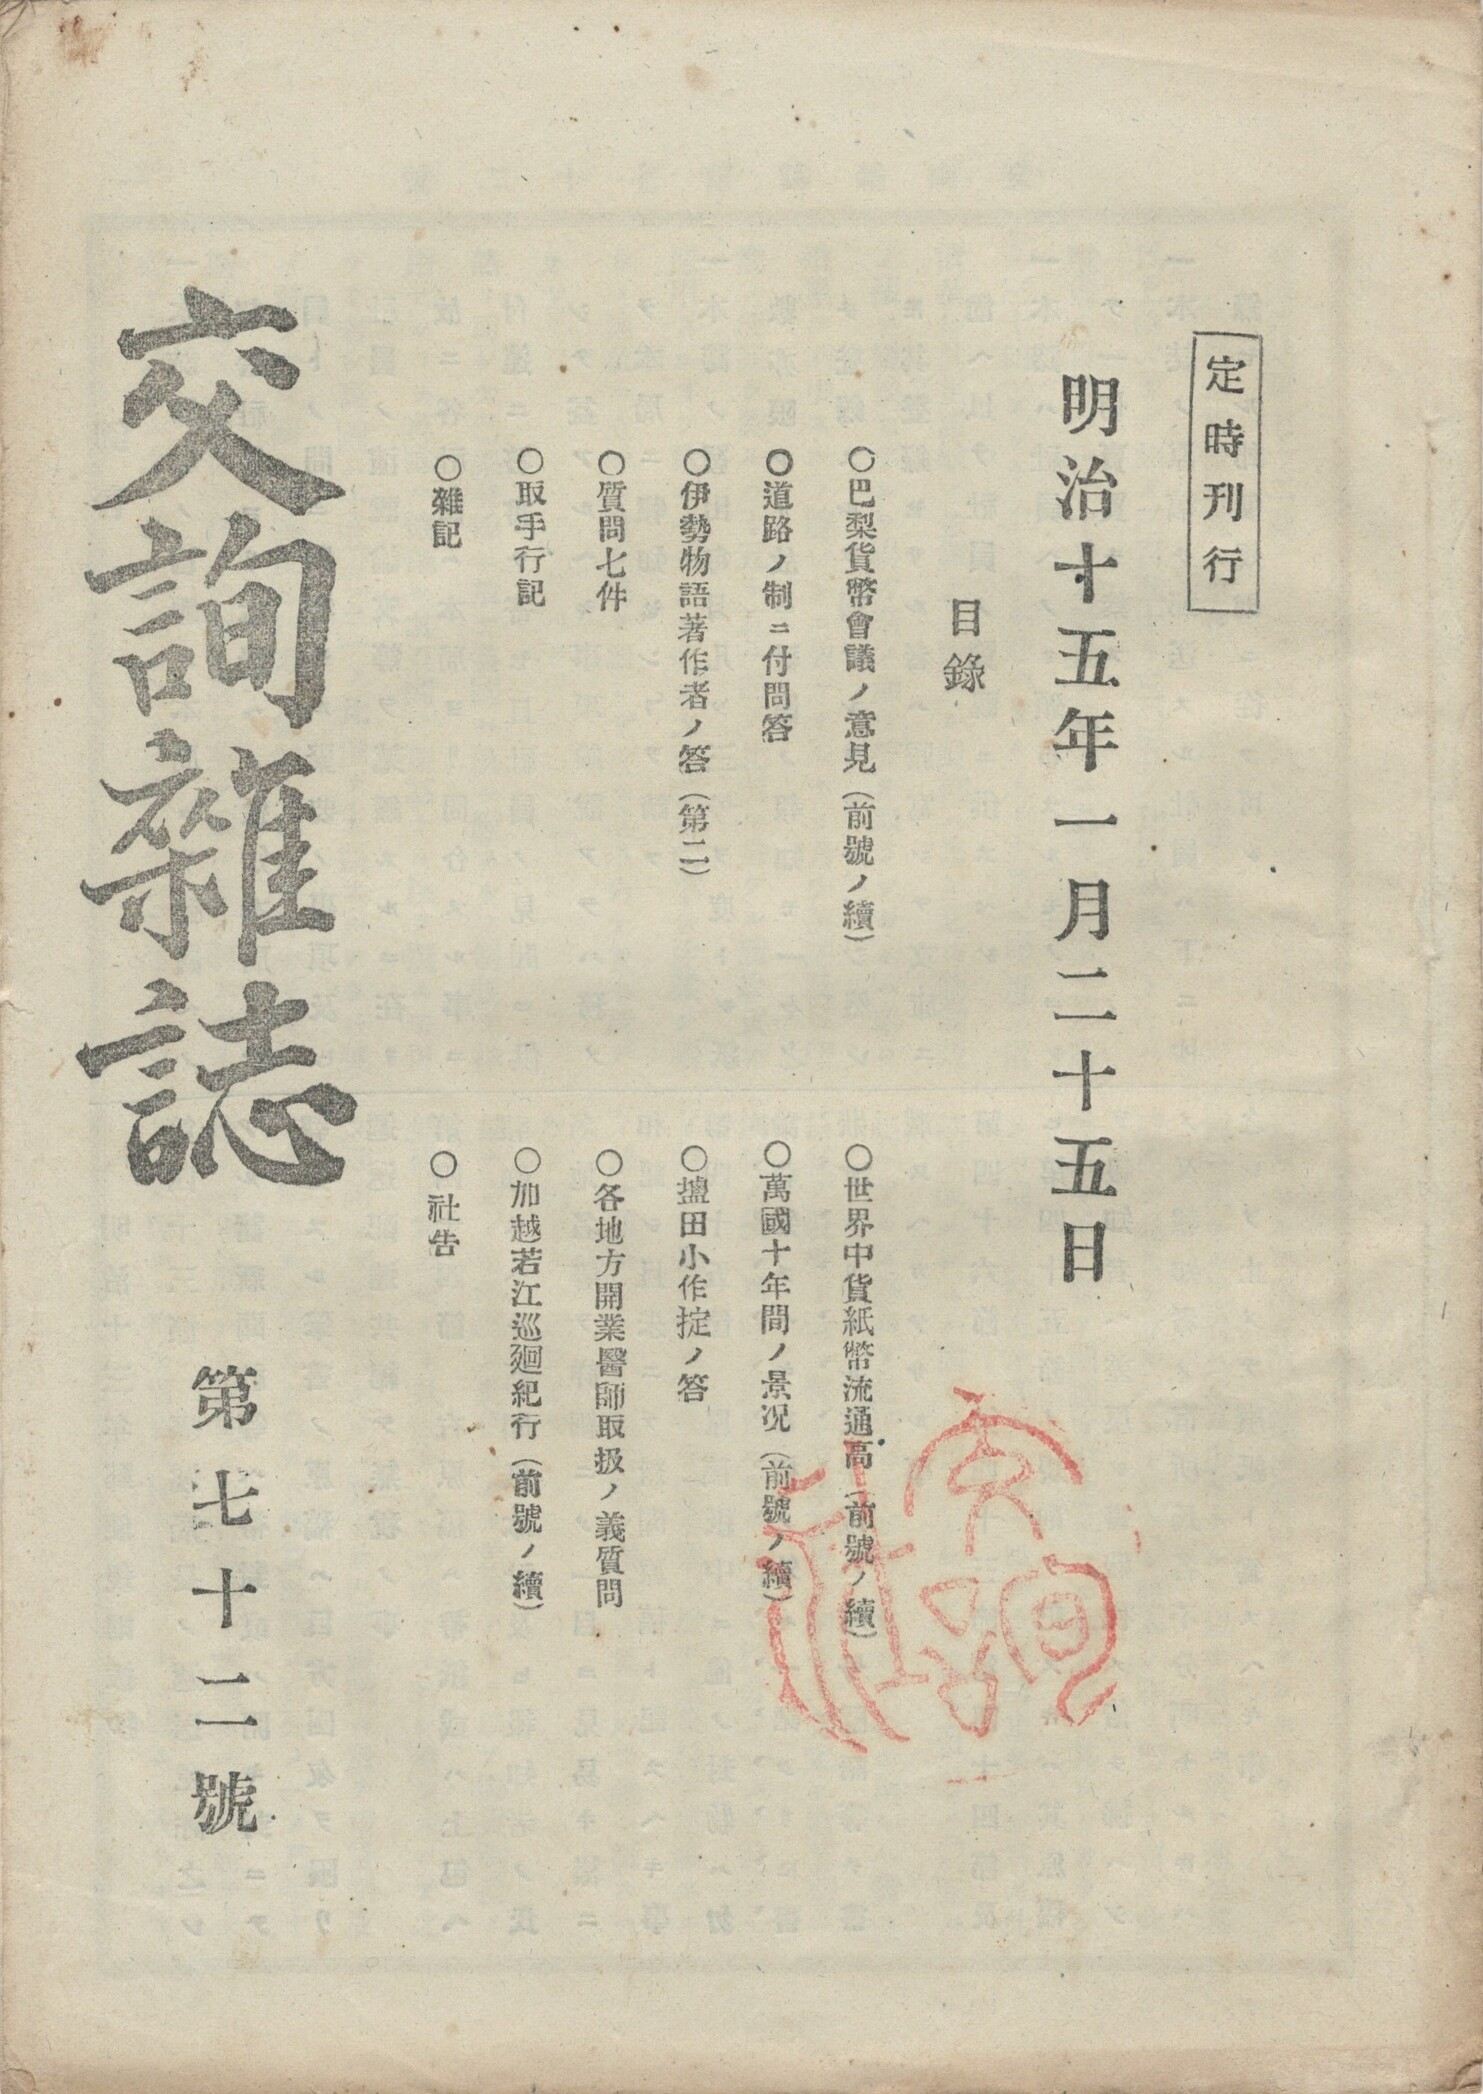 定時刊行
明治十五年一月二十五日
目錄
○巴梨貨幣會議ノ意見(前號ノ續)
○世界中貨紙幣流通高(前號ノ續)
○道路ノ制ニ付問答
○萬國十年間ノ景况(前號ノ續)
○伊勢物語著作者ノ答(第二)
○鹽田小作掟ノ答
○質問七件
○各地方開業醫師取扱ノ義質問
○取手行記
○加越若江巡廻紀行(前號ノ續)
○雜記
○社告
交詢雜誌
第七十二號
交詢社